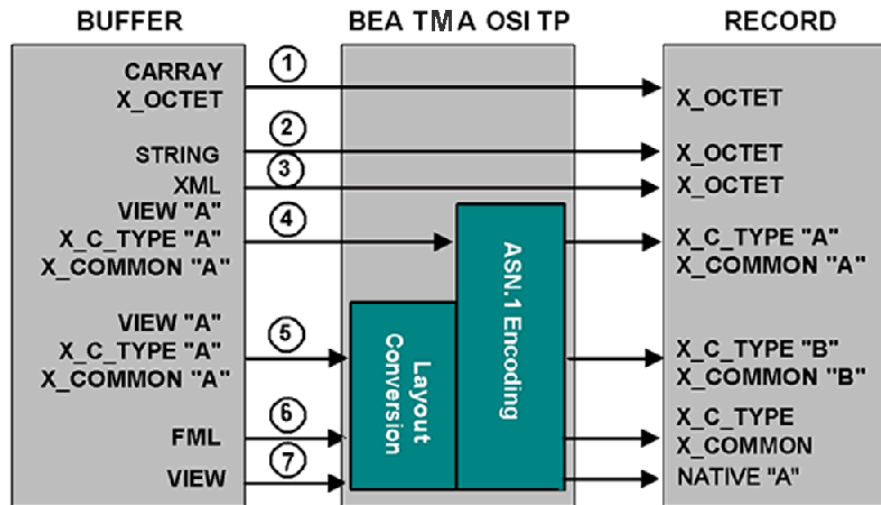 BUFFER
BEA TMA OSI TP
RECORD
CARRAY
X_OCTET
1
X_OCTET
STRING
2
X_OCTET
XML
3
X_OCTET
VIEW "A"
X_C_TYPE "A"
X_COMMON "A"
4
X_C_TYPE "A"
X_COMMON "A"
ASN.1 Encoding
VIEW "A"
X_C_TYPE "A"
X_COMMON "A"
5
Layout
Conversion
X_C_TYPE "B"
X_COMMON "B"
FML
6
X_C_TYPE
X_COMMON
VIEW
7
NATIVE "A"